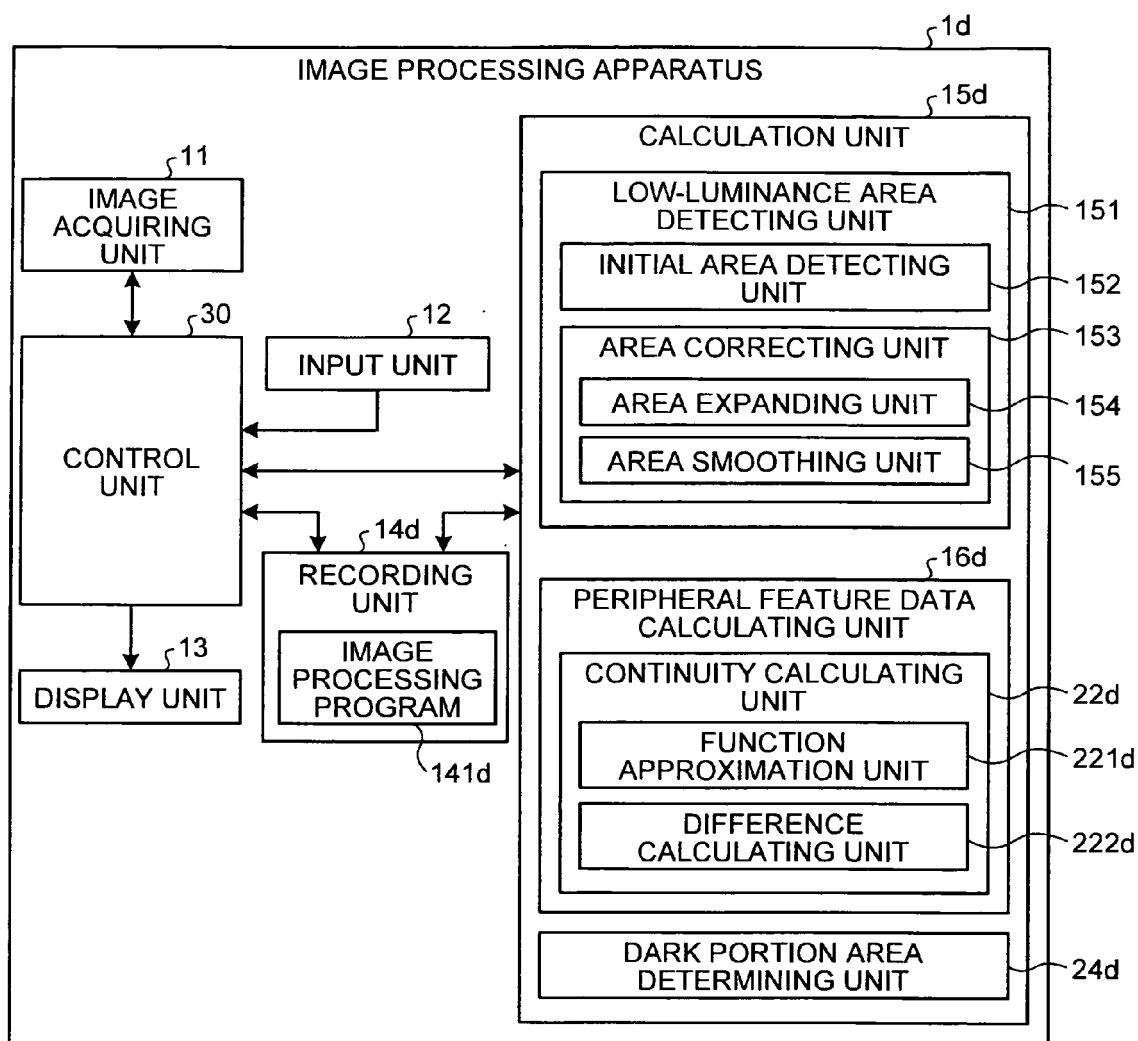 1d
IMAGE PROCESSING APPARATUS
15d
CALCULATION UNIT
11
IMAGE
ACQUIRING
UNIT
LOW-LUMINANCE AREA
DETECTING UNIT
151
INITIAL AREA DETECTING
UNIT
152
30
CONTROL
UNIT
12
INPUT UNIT
AREA CORRECTING UNIT
153
AREA EXPANDING UNIT
154
AREA SMOOTHING UNIT
155
14d
RECORDING
UNIT
IMAGE
PROCESSING
PROGRAM
141d
13
DISPLAY UNIT
16d
PERIPHERAL FEATURE DATA
CALCULATING UNIT
CONTINUITY CALCULATING
UNIT
22d
FUNCTION
APPROXIMATION UNIT
221d
DIFFERENCE
CALCULATING UNIT
222d
DARK PORTION AREA
DETERMINING UNIT
24d